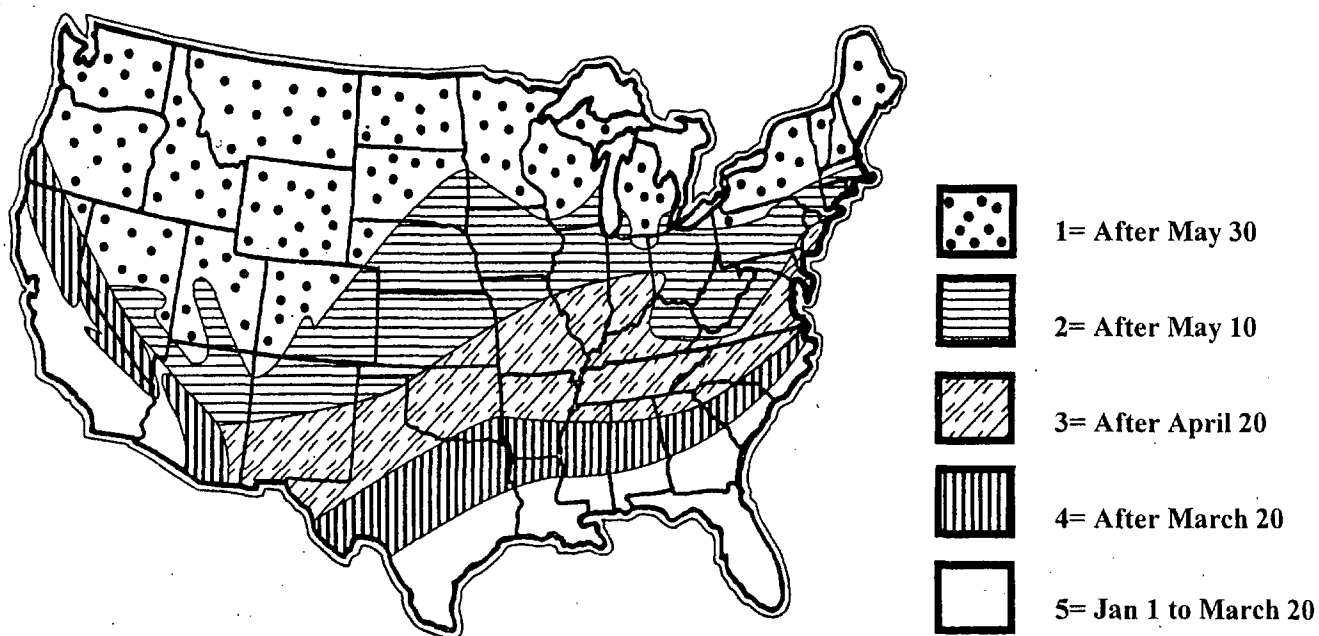 1= After May 30
2= After May 10
3= After April 20
4= After March 20
5= Jan 1 to March 20